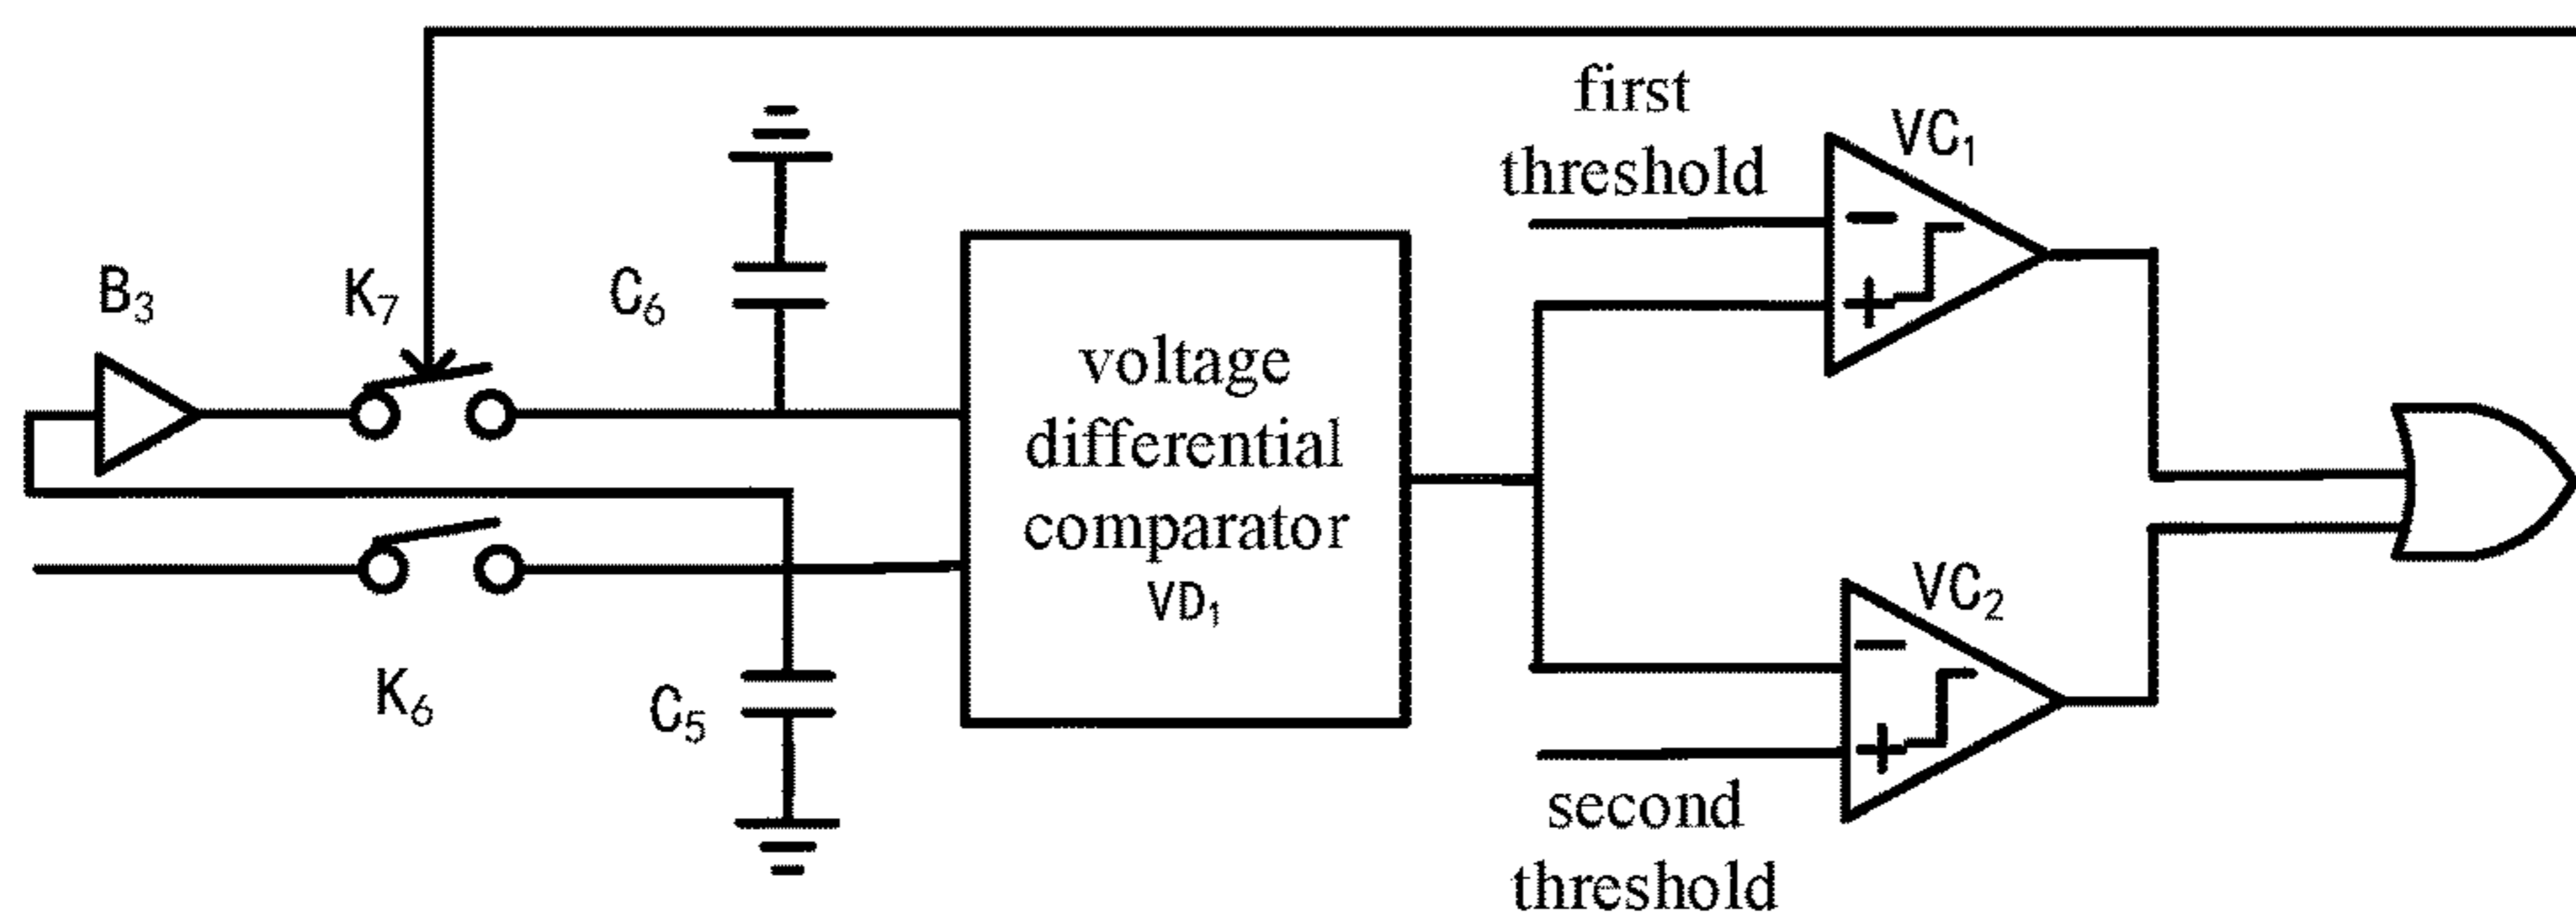 first
threshold
VC₁
B₃
K₇
C₆
voltage
differential
comparator
VD₁
K₆
C₅
VC₂
second
threshold